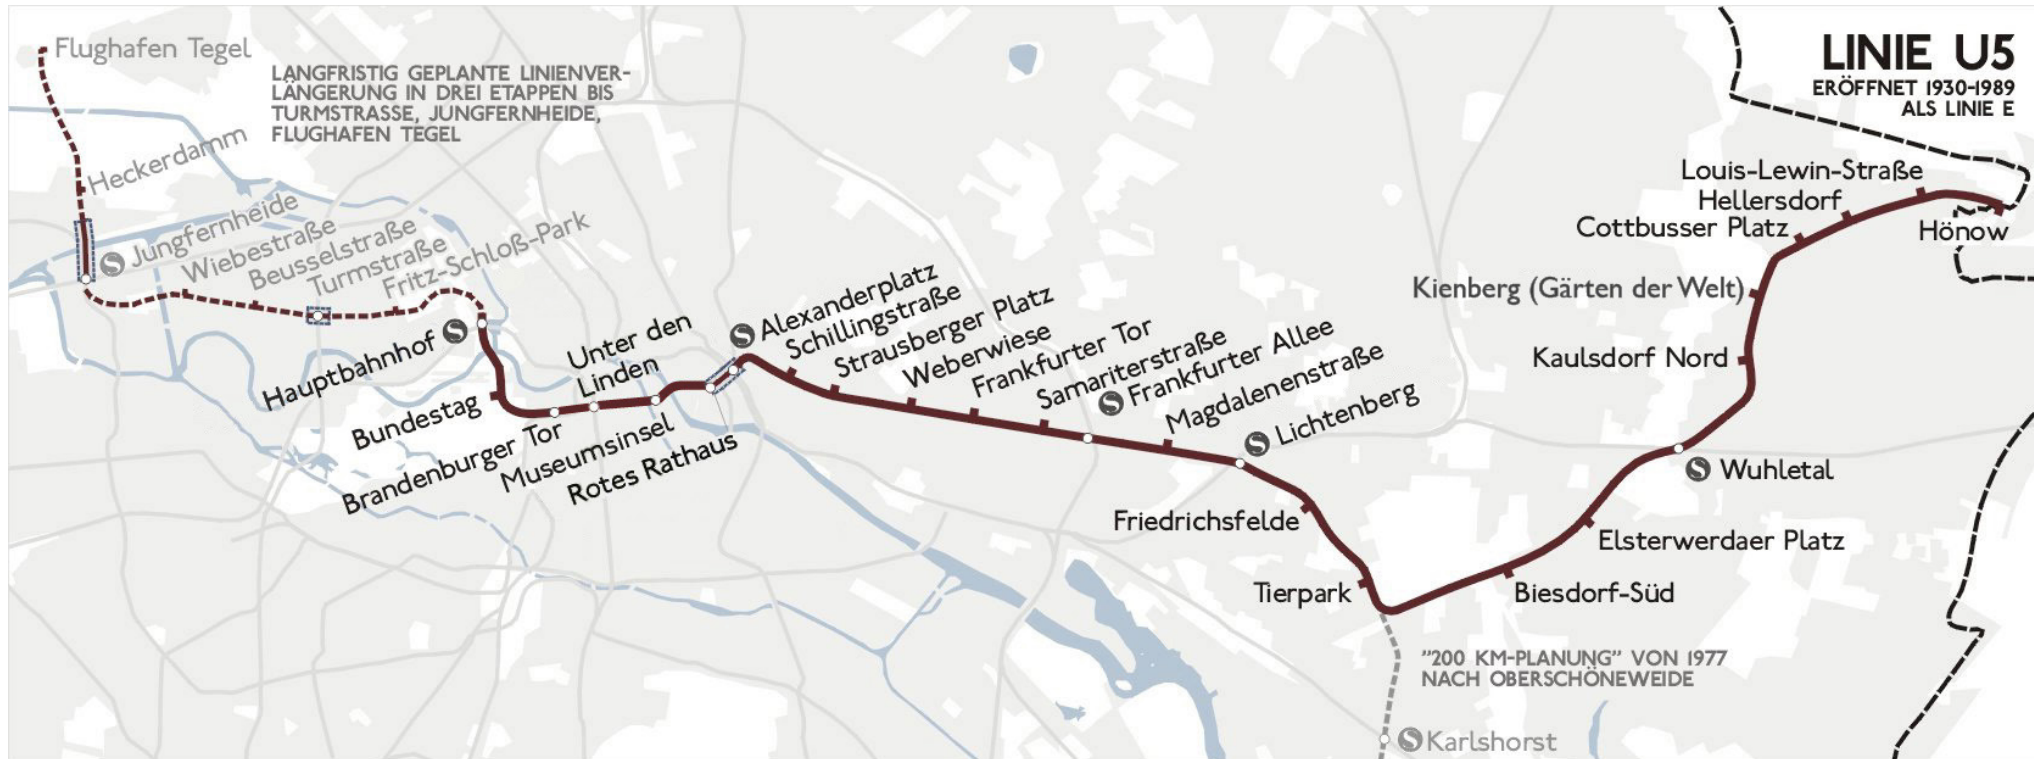 Flughafen Tegel
LANGFRISTIG GEPLANTE LINIENVER-
LÄNGERUNG IN DREI ETAPPEN BIS
TURMSTRASSE, JUNGFERNHEIDE,
FLUGHAFEN TEGEL
LINIE U5
ERÖFFNET 1930-1989
ALS LINIE E
Heckerdamm
Jungfernheide
Wiebestraße
Beusselstraße
Turmstraße
Fritz-Schloß-Park
Hauptbahnhof
Bundestag
Brandenburger Tor
Unter den
Linden
Museumsinsel
Rotes Rathaus
Alexanderplatz
Schillingstraße
Strausberger Platz
Weberwiese
Frankfurter Tor
Samariterstraße
Frankfurter Allee
Magdalenenstraße
Lichtenberg
Friedrichsfelde
Tierpark
Biesdorf-Süd
Elsterwerdaer Platz
Wuhletal
Kaulsdorf Nord
Kienberg (Gärten der Welt)
Cottbusser Platz
Hellersdorf
Louis-Lewin-Straße
Hönow
"200 KM-PLANUNG" VON 1977
NACH OBERSCHÖNEWEIDE
Karlshorst